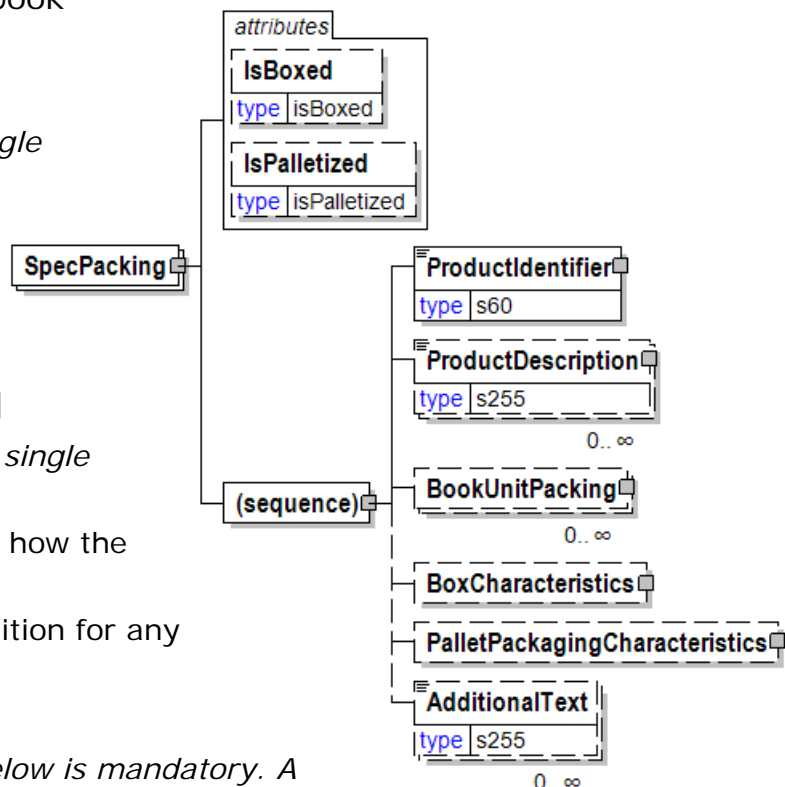 book
attributes
IsBoxed
type isBoxed
gle
IsPalletized
type isPalletized
SpecPacking
ProductIdentifier
type s60
ProductDescription
type s255
0.. ∞
single
(sequence)
BookUnitPacking
0.. ∞
how the
BoxCharacteristics
ition for any
PalletPackagingCharacteristics
AdditionalText
type s255
elow is mandatory. A
0.. ∞